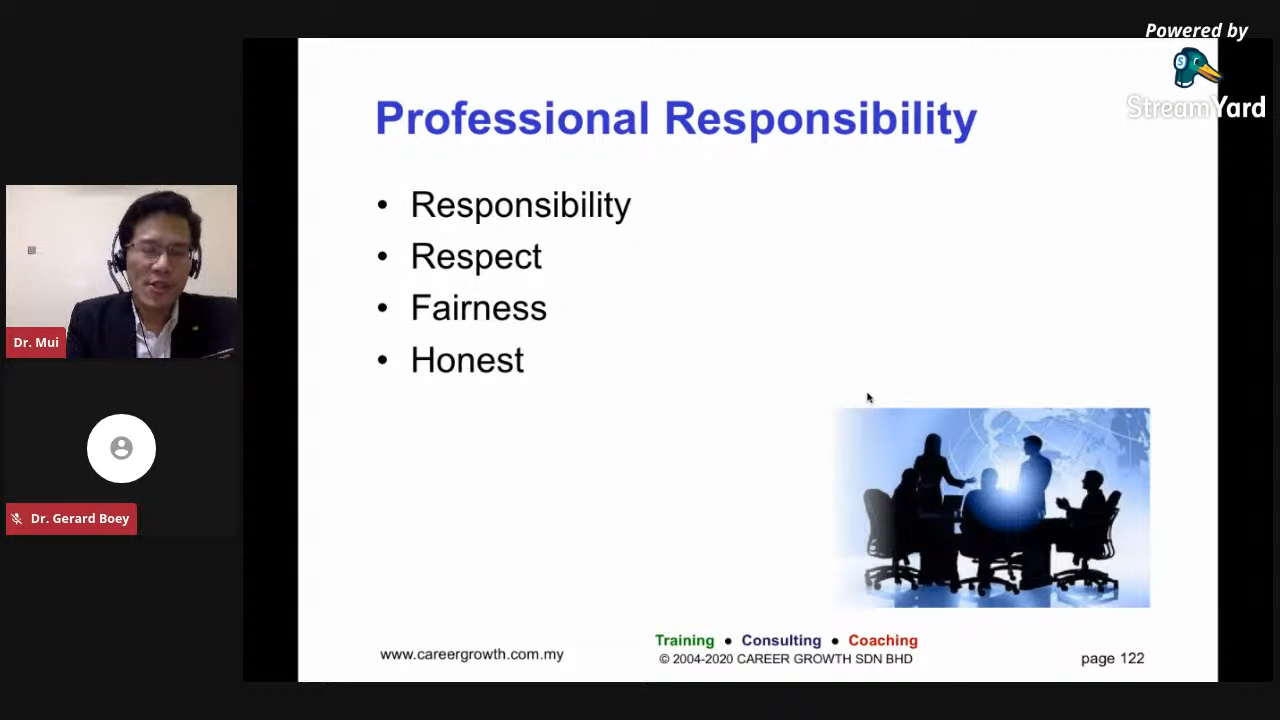 Powered by
StreamYard
Professional Responsibility
• Responsibility
• Respect
• Fairness
• Honest
Dr. Mui
Dr. Gerard Boey
Training ● Consulting ● Coaching
www.careergrowth.com.my
© 2004-2020 CAREER GROWTH SDN BHD
page 122